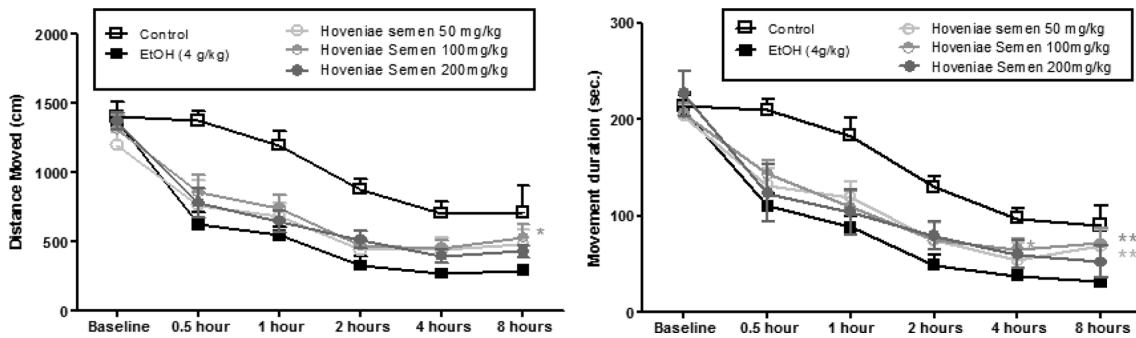 Control
EtOH (4 g/kg)
Hoveniae semen 50 mg/kg
Hoveniae Semen 100mg/kg
Hoveniae Semen 200mg/kg
Distance Moved (cm)
2000
1500
1000
500
0
*
Baseline
0.5 hour
1 hour
2 hours
4 hours
8 hours
Control
EtOH (4g/kg)
Hoveniae semen 50 mg/kg
Hoveniae Semen 100mg/kg
Hoveniae Semen 200mg/kg
Movement duration (sec.)
300
200
100
0
*
**
**
Baseline
0.5 hour
1 hour
2 hours
4 hours
8 hours